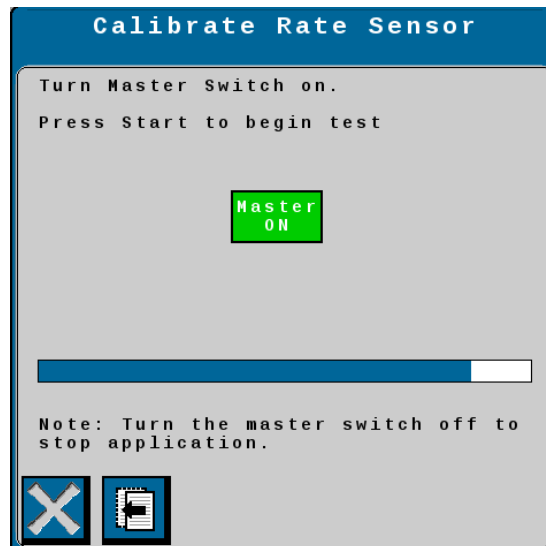 Calibrate Rate Sensor
Turn Master Switch on.
Press Start to begin test
Master
ON
Note: Turn the master switch off to
stop application.